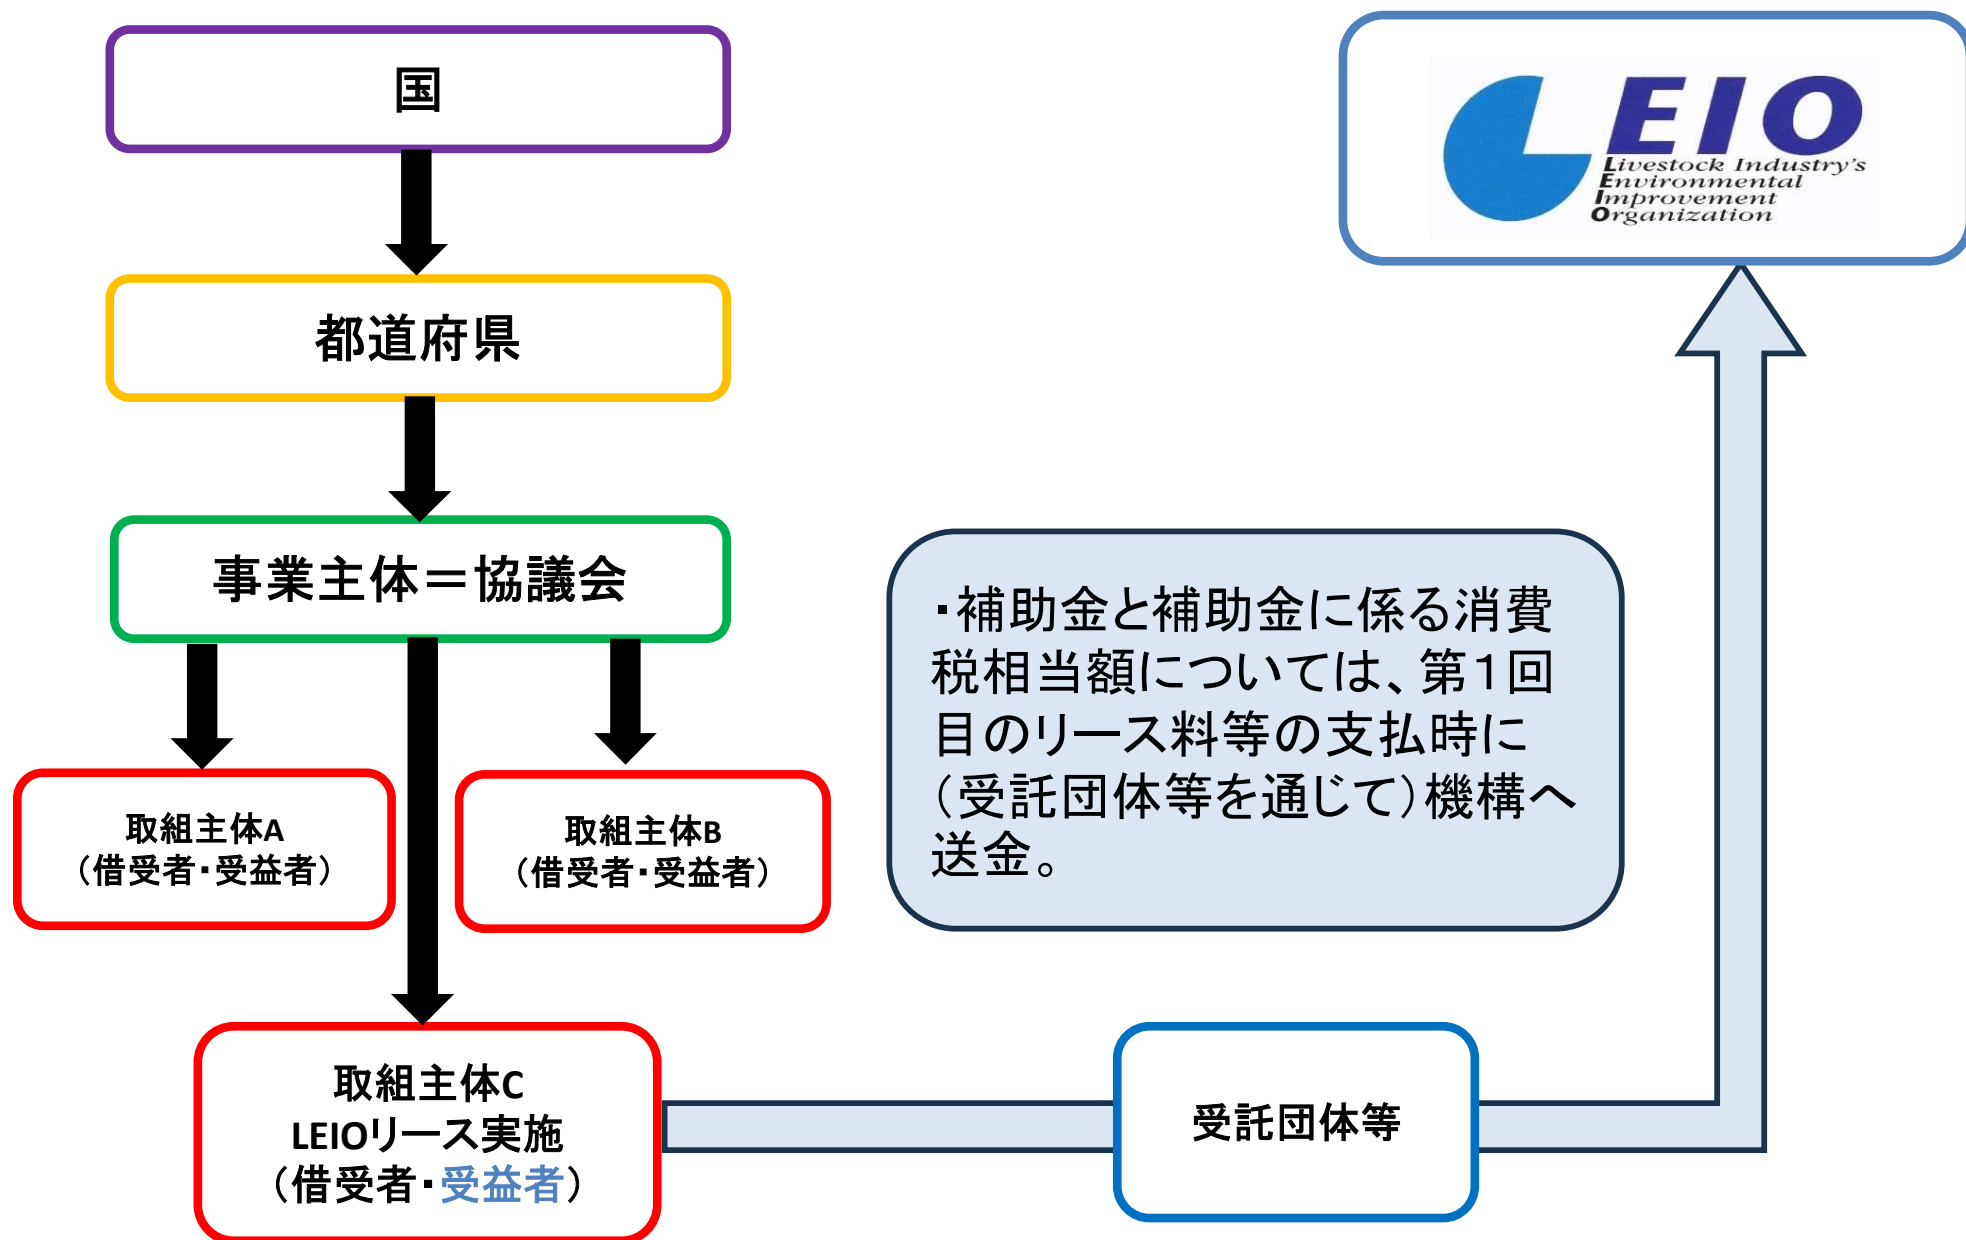 国
EIO
Livestock Industry's
Environmental
Improvement
Organization
都道府県
事業主体＝協議会
・補助金と補助金に係る消費
税相当額については、第１回
目のリース料等の支払時に
（受託団体等を通じて）機構へ
送金。
取組主体A
（借受者・受益者）
取組主体B
（借受者・受益者）
取組主体C
LEIOリース実施
（借受者・受益者）
受託団体等